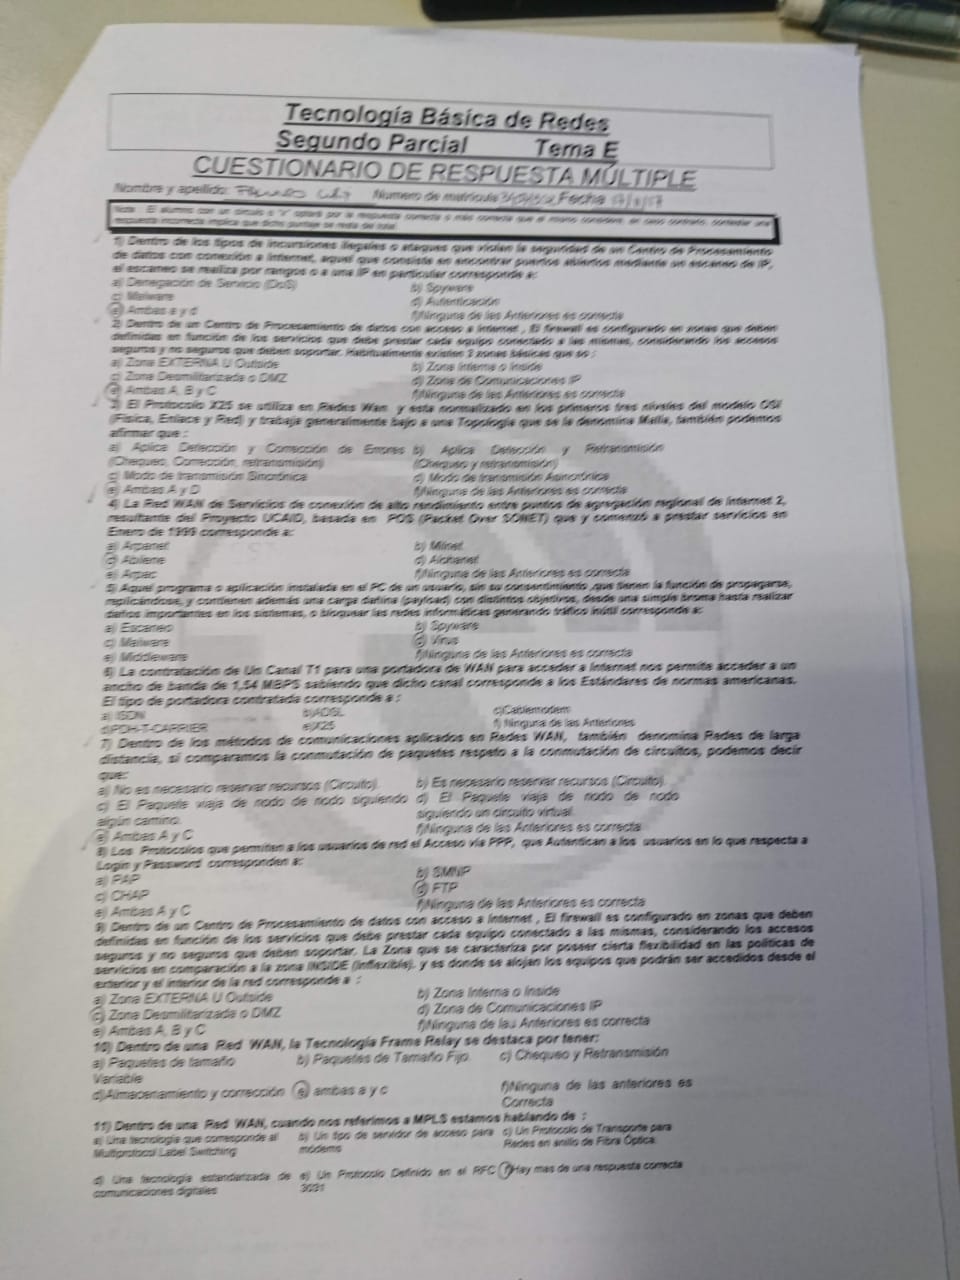 Tecnología Básica de Redes
Segundo Parcial Tema E
CUESTIONARIO DE RESPUESTA MÚLTIPLE
Nombre y apellido: Numero de matricula Fecha
Nota: El alumno con un circulo o "x" optará por la respuesta correcta o más correcta que el mismo considere, en caso contrario, contestar una
respuesta incorrecta implica que dicho puntaje se resta del total
1) Dentro de los tipos de incursiones ilegales o ataques que violan la seguridad de un Centro de Procesamiento
de datos con conexión a Internet, aquel que consiste en encontrar puertos abiertos mediante un escaneo de IP,
el escaneo se realiza por rangos o a una IP en particular corresponde a:
a) Denegación de Servicio (DoS) b) Spyware
c) Malware d) Autenticación
e) Ambas a y d f)Ninguna de las Anteriores es correcta
2) Dentro de un Centro de Procesamiento de datos con acceso a Internet , El firewall es configurado en zonas que deben
definidas en función de los servicios que debe prestar cada equipo conectado a las mismas, considerando los accesos
seguros y no seguros que deben soportar. Habitualmente existen 3 zonas básicas que so :
a) Zona EXTERNA U Outside b) Zona Interna o Inside
c) Zona Desmilitarizada o DMZ d) Zona de Comunicaciones IP
e) Ambas A, B y C f)Ninguna de las Anteriores es correcta
3) El Protocolo X25 se utiliza en Redes Wan y esta normalizado en los primeros tres niveles del modelo OSI
(Física, Enlace y Red) y trabaja generalmente bajo a una Topología que se la denomina Malla, también podemos
afirmar que :
a) Aplica Detección y Corrección de Errores b) Aplica Detección y Retransmisión
(Chequeo, Corrección, retransmisión) (Chequeo y retransmisión)
c) Modo de transmisión Sincrónica d) Modo de transmisión Asincrónica
e) Ambas A y D f)Ninguna de las Anteriores es correcta
4) La Red WAN de Servicios de conexión de alto rendimiento entre puntos de agregación regional de Internet 2,
resultante del Proyecto UCAID, basada en POS (Packet Over SONET) que y comenzó a prestar servicios en
Enero de 1999 corresponde a:
a) Arpanet b) Milnet
c) Abilene d) Alohanet
e) Arpac f)Ninguna de las Anteriores es correcta
5) Aquel programa o aplicación instalada en el PC de un usuario, sin su consentimiento ,que tienen la función de propagarse,
replicándose, y contienen además una carga dañina (payload) con distintos objetivos, desde una simple broma hasta realizar
daños importantes en los sistemas, o bloquear las redes informáticas generando tráfico inútil corresponde a:
a) Escaneo b) Spyware
c) Malware d) Virus
e) Middleware f)Ninguna de las Anteriores es correcta
6) La contratación de Un Canal T1 para una portadora de WAN para acceder a Internet nos permite acceder a un
ancho de banda de 1,54 MBPS sabiendo que dicho canal corresponde a los Estándares de normas americanas.
El tipo de portadora contratada corresponde a :
a) ISDN b)ADSL c)Cablemodem
d)PDH-T-CARRIER e)X25 f) Ninguna de las Anteriores
7) Dentro de los métodos de comunicaciones aplicados en Redes WAN, también denomina Redes de larga
distancia, si comparamos la conmutación de paquetes respeto a la conmutación de circuitos, podemos decir
que:
a) No es necesario reservar recursos (Circuito). b) Es necesario reservar recursos (Circuito).
c) El Paquete viaja de nodo de nodo siguiendo d) El Paquete viaja de nodo de nodo
algún camino. siguiendo un circuito virtual.
e) Ambas A y C f)Ninguna de las Anteriores es correcta
8) Los Protocolos que permiten a los usuarios de red el Acceso vía PPP, que Autentican a los usuarios en lo que respecta a
Login y Password corresponden a:
a) PAP b) SMNP
c) CHAP d) FTP
e) Ambas A y C f)Ninguna de las Anteriores es correcta
9) Dentro de un Centro de Procesamiento de datos con acceso a Internet , El firewall es configurado en zonas que deben
definidas en función de los servicios que debe prestar cada equipo conectado a las mismas, considerando los accesos
seguros y no seguros que deben soportar. La Zona que se caracteriza por poseer cierta flexibilidad en las políticas de
servicios en comparación a la zona INSIDE (inflexible). y es donde se alojan los equipos que podrán ser accedidos desde el
exterior y el interior de la red corresponde a :
a) Zona EXTERNA U Outside b) Zona Interna o Inside
c) Zona Desmilitarizada o DMZ d) Zona de Comunicaciones IP
e) Ambas A, B y C f)Ninguna de las Anteriores es correcta
10) Dentro de una Red WAN, la Tecnología Frame Relay se destaca por tener:
a) Paquetes de tamaño b) Paquetes de Tamaño Fijo. c) Chequeo y Retransmisión
Variable
d)Almacenamiento y corrección e) ambas a y c f)Ninguna de las anteriores es
Correcta
11) Dentro de una Red WAN, cuando nos referimos a MPLS estamos hablando de :
a) Una tecnología que corresponde al b) Un tipo de servidor de acceso para c) Un Protocolo de Transporte para
Multiprotocol Label Switching modems Redes en anillo de Fibra Óptica.
d) Una tecnología estandarizada de e) Un Protocolo Definido en el RFC f)Hay mas de una respuesta correcta
comunicaciones digitales 3031